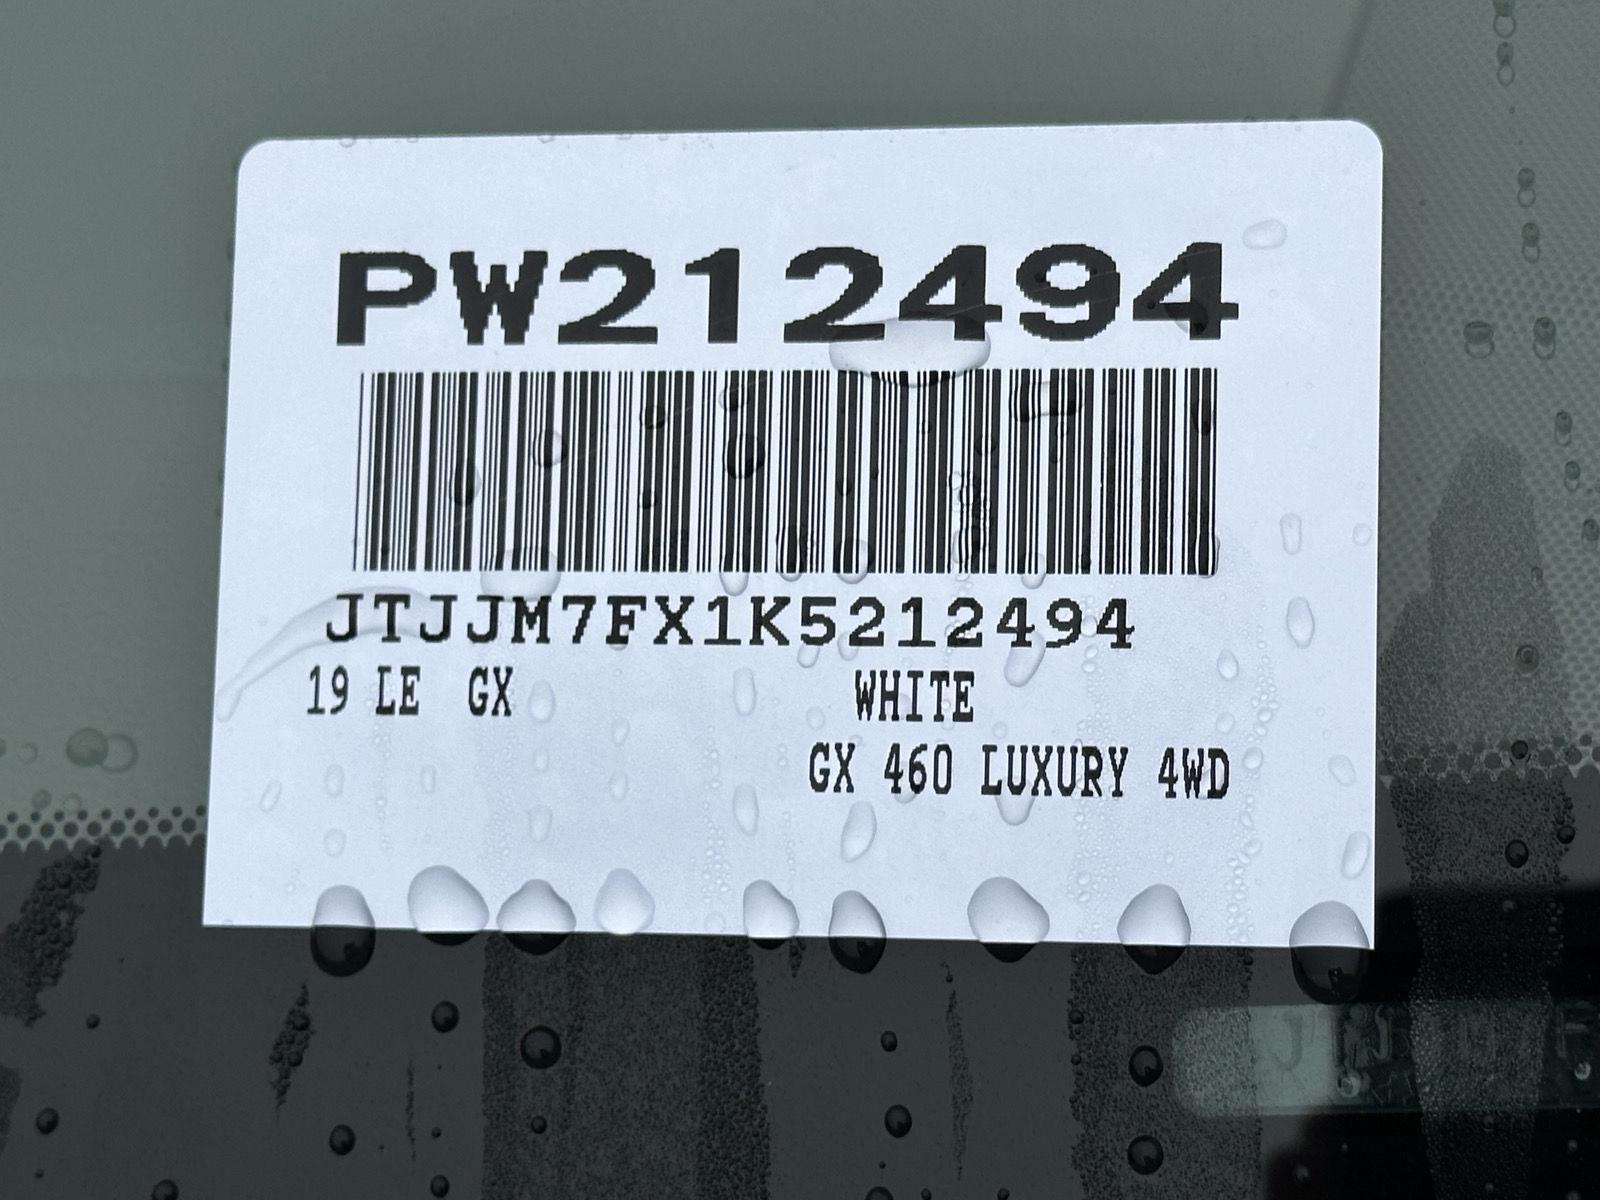 PW212494
JTJJM7FX1K5212494
19 LE GX WHITE
GX 460 LUXURY 4WD